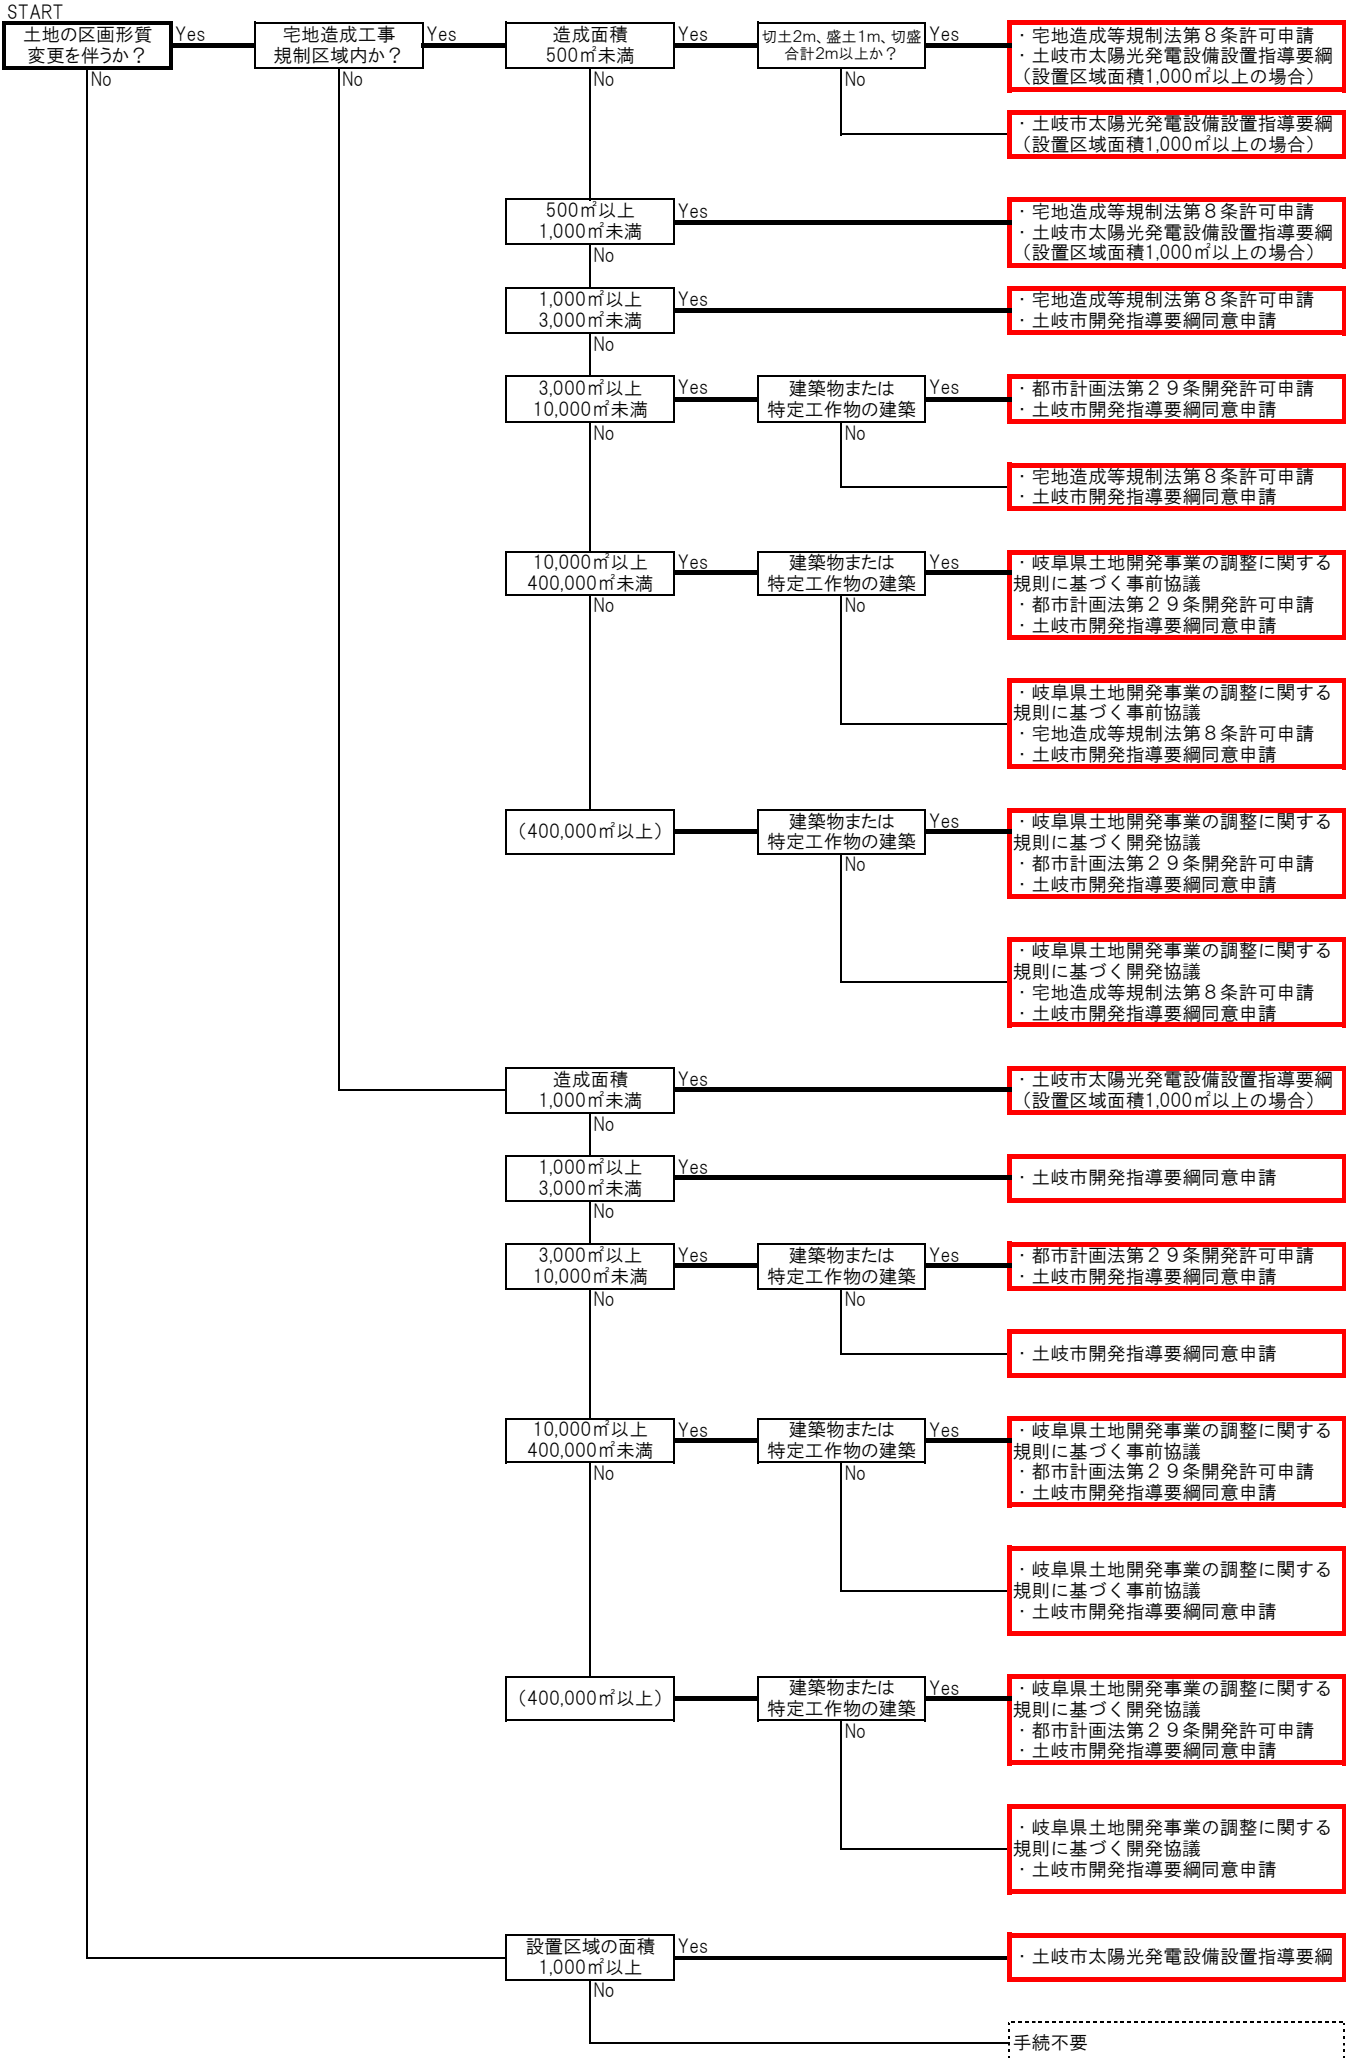 START
土地の区画形質
変更を伴うか？
Yes
No
宅地造成工事
規制区域内か？
Yes
No
造成面積
500㎡未満
Yes
No
切土2m、盛土1m、切盛
合計2m以上か？
Yes
No
・宅地造成等規制法第８条許可申請
・土岐市太陽光発電設備設置指導要綱
（設置区域面積1,000㎡以上の場合）
・土岐市太陽光発電設備設置指導要綱
（設置区域面積1,000㎡以上の場合）
500㎡以上
1,000㎡未満
Yes
No
・宅地造成等規制法第８条許可申請
・土岐市太陽光発電設備設置指導要綱
（設置区域面積1,000㎡以上の場合）
1,000㎡以上
3,000㎡未満
Yes
No
・宅地造成等規制法第８条許可申請
・土岐市開発指導要綱同意申請
3,000㎡以上
10,000㎡未満
Yes
No
建築物または
特定工作物の建築
Yes
No
・都市計画法第２９条開発許可申請
・土岐市開発指導要綱同意申請
・宅地造成等規制法第８条許可申請
・土岐市開発指導要綱同意申請
10,000㎡以上
400,000㎡未満
Yes
No
建築物または
特定工作物の建築
Yes
No
・岐阜県土地開発事業の調整に関する
規則に基づく事前協議
・都市計画法第２９条開発許可申請
・土岐市開発指導要綱同意申請
・岐阜県土地開発事業の調整に関する
規則に基づく事前協議
・宅地造成等規制法第８条許可申請
・土岐市開発指導要綱同意申請
（400,000㎡以上）
建築物または
特定工作物の建築
Yes
No
・岐阜県土地開発事業の調整に関する
規則に基づく開発協議
・都市計画法第２９条開発許可申請
・土岐市開発指導要綱同意申請
・岐阜県土地開発事業の調整に関する
規則に基づく開発協議
・宅地造成等規制法第８条許可申請
・土岐市開発指導要綱同意申請
造成面積
1,000㎡未満
Yes
No
・土岐市太陽光発電設備設置指導要綱
（設置区域面積1,000㎡以上の場合）
1,000㎡以上
3,000㎡未満
Yes
No
・土岐市開発指導要綱同意申請
3,000㎡以上
10,000㎡未満
Yes
No
建築物または
特定工作物の建築
Yes
No
・都市計画法第２９条開発許可申請
・土岐市開発指導要綱同意申請
・土岐市開発指導要綱同意申請
10,000㎡以上
400,000㎡未満
Yes
No
建築物または
特定工作物の建築
Yes
No
・岐阜県土地開発事業の調整に関する
規則に基づく事前協議
・都市計画法第２９条開発許可申請
・土岐市開発指導要綱同意申請
・岐阜県土地開発事業の調整に関する
規則に基づく事前協議
・土岐市開発指導要綱同意申請
（400,000㎡以上）
建築物または
特定工作物の建築
Yes
No
・岐阜県土地開発事業の調整に関する
規則に基づく開発協議
・都市計画法第２９条開発許可申請
・土岐市開発指導要綱同意申請
・岐阜県土地開発事業の調整に関する
規則に基づく開発協議
・土岐市開発指導要綱同意申請
設置区域の面積
1,000㎡以上
Yes
No
・土岐市太陽光発電設備設置指導要綱
手続不要